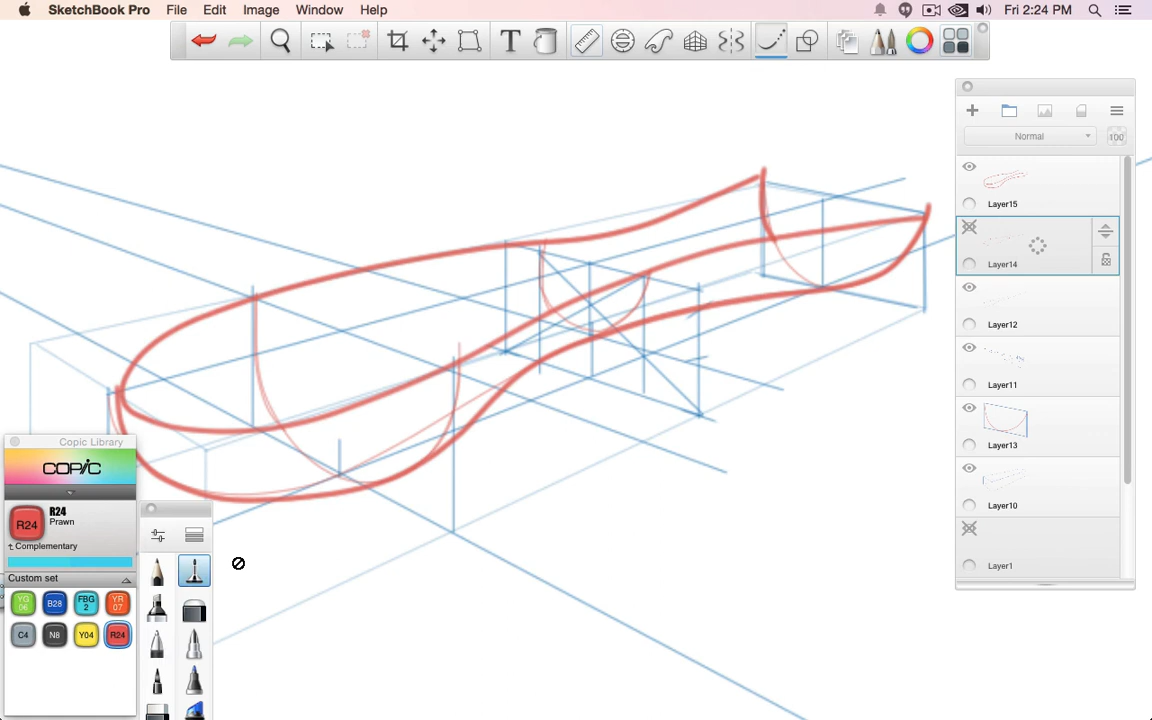 SketchBook Pro File Edit Image Window Help Fri 2:24 PM
T
Normal 100
Layer15
Layer14
Layer12
Layer11
Layer13
Layer10
Layer1
Copic Library
COPIC
R24
R24
Prawn
Complementary
Custom set
YG 06 B28 FBG 2 YR 07
C4 N8 Y04 R24